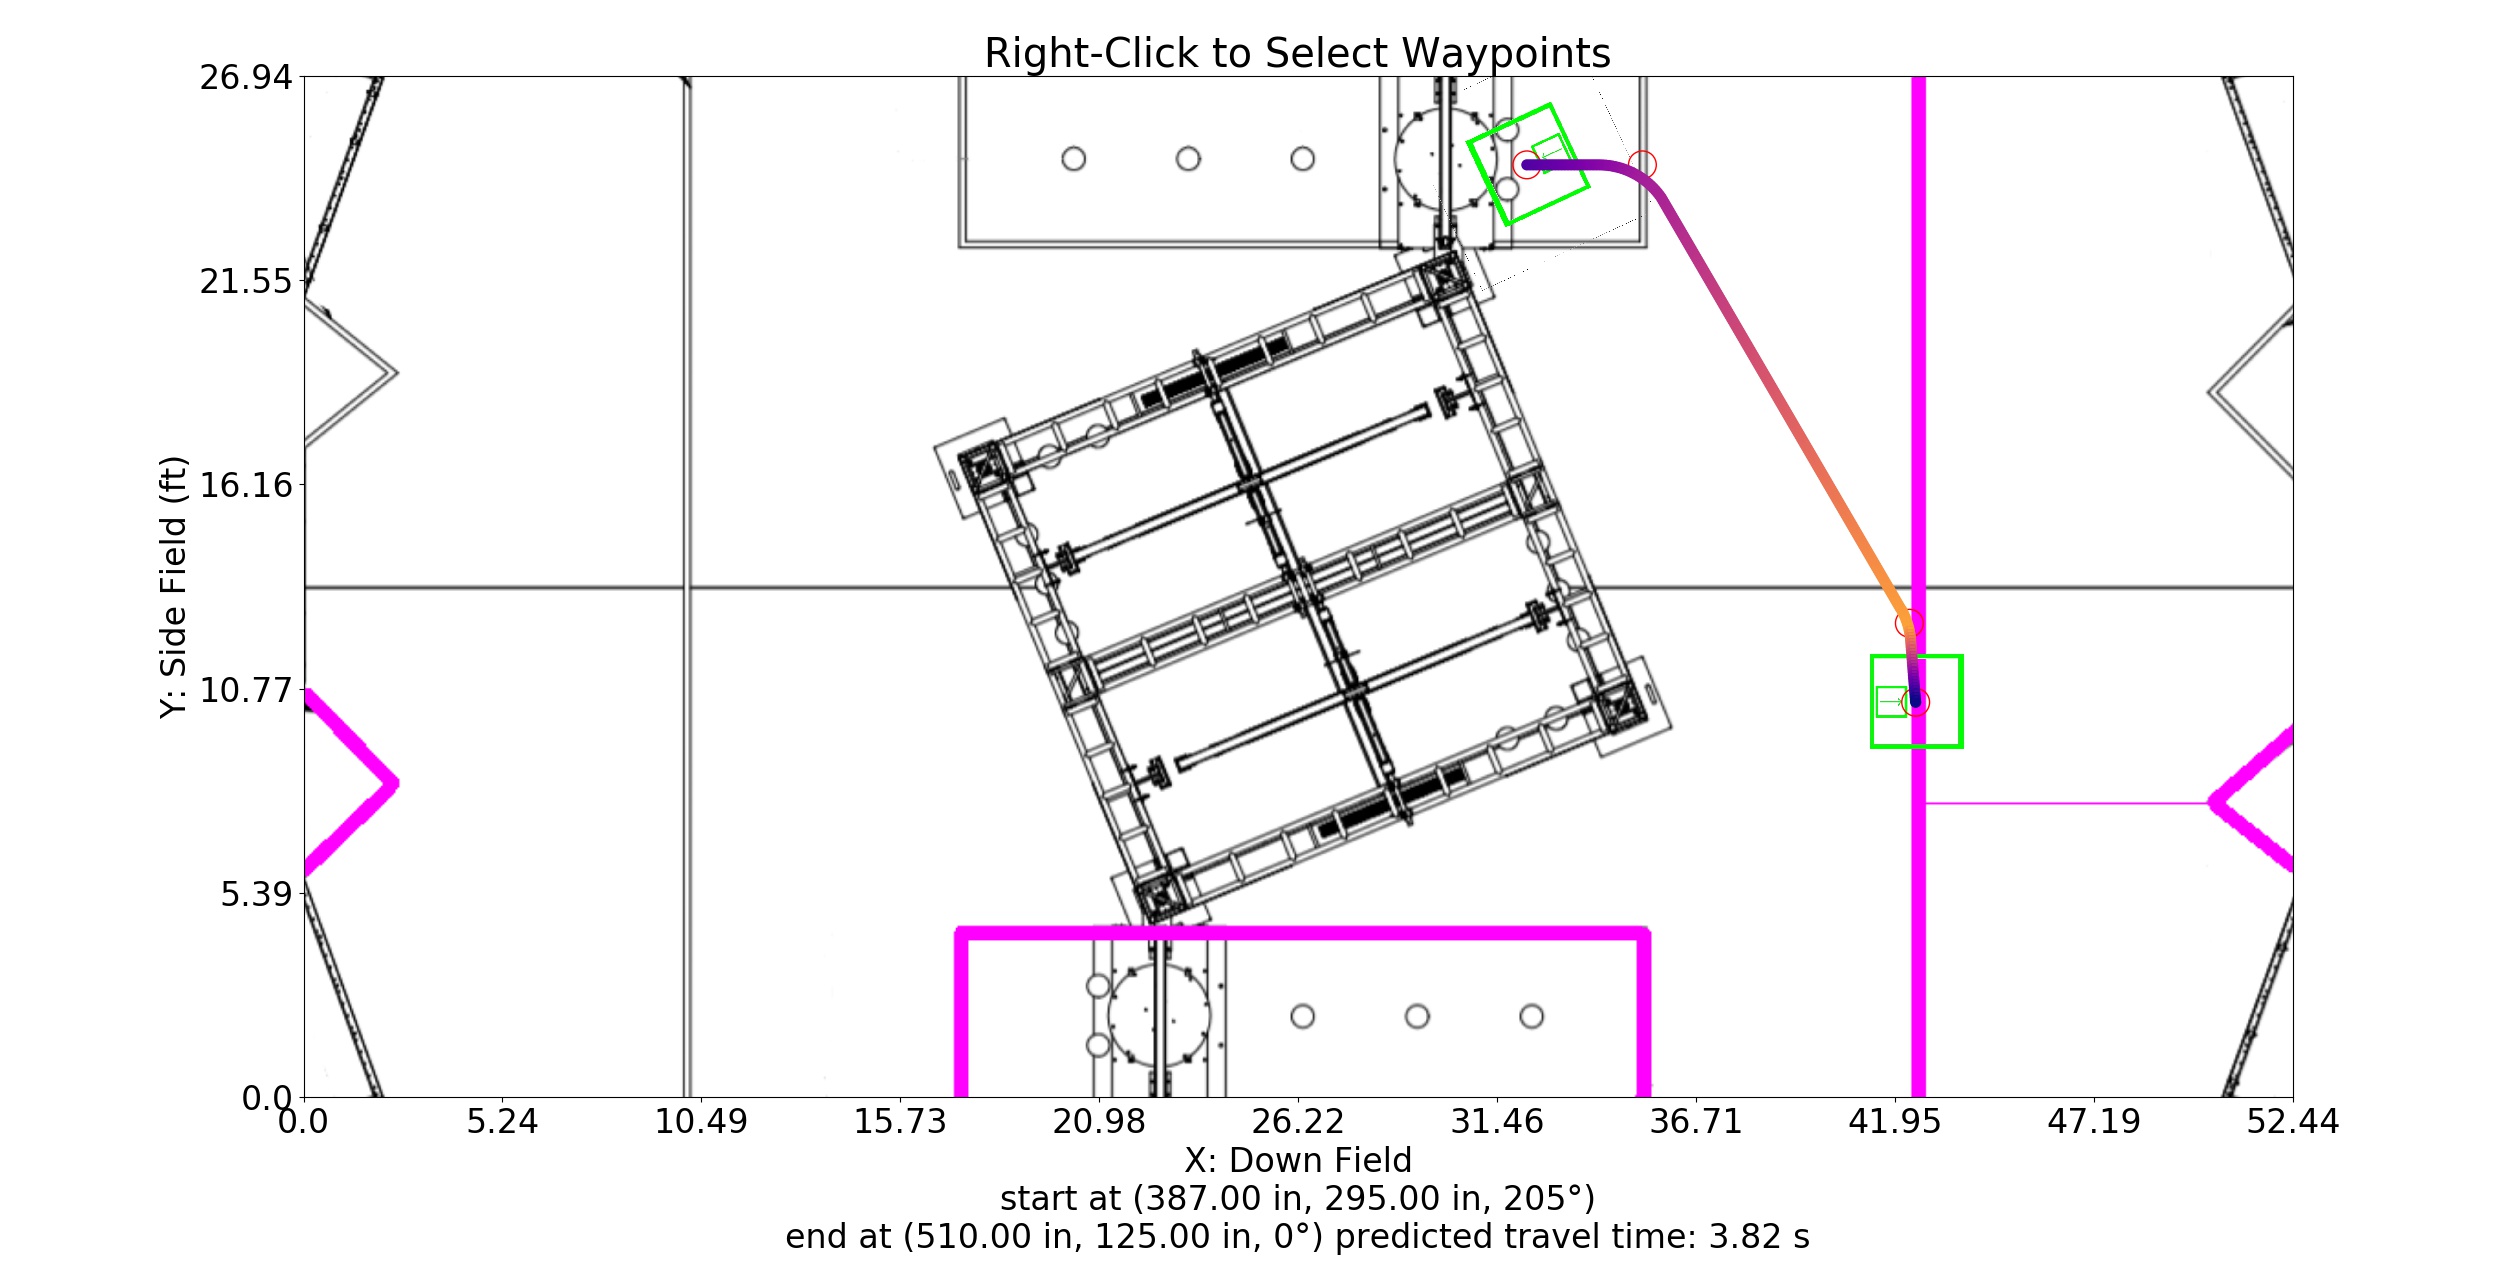 Right-Click to Select Waypoints
26.94
21.55
16.16
10.77
5.39
0.0
Y: Side Field (ft)
0.0 5.24 10.49 15.73 20.98 26.22 31.46 36.71 41.95 47.19 52.44
X: Down Field
start at (387.00 in, 295.00 in, 205°)
end at (510.00 in, 125.00 in, 0°) predicted travel time: 3.82 s